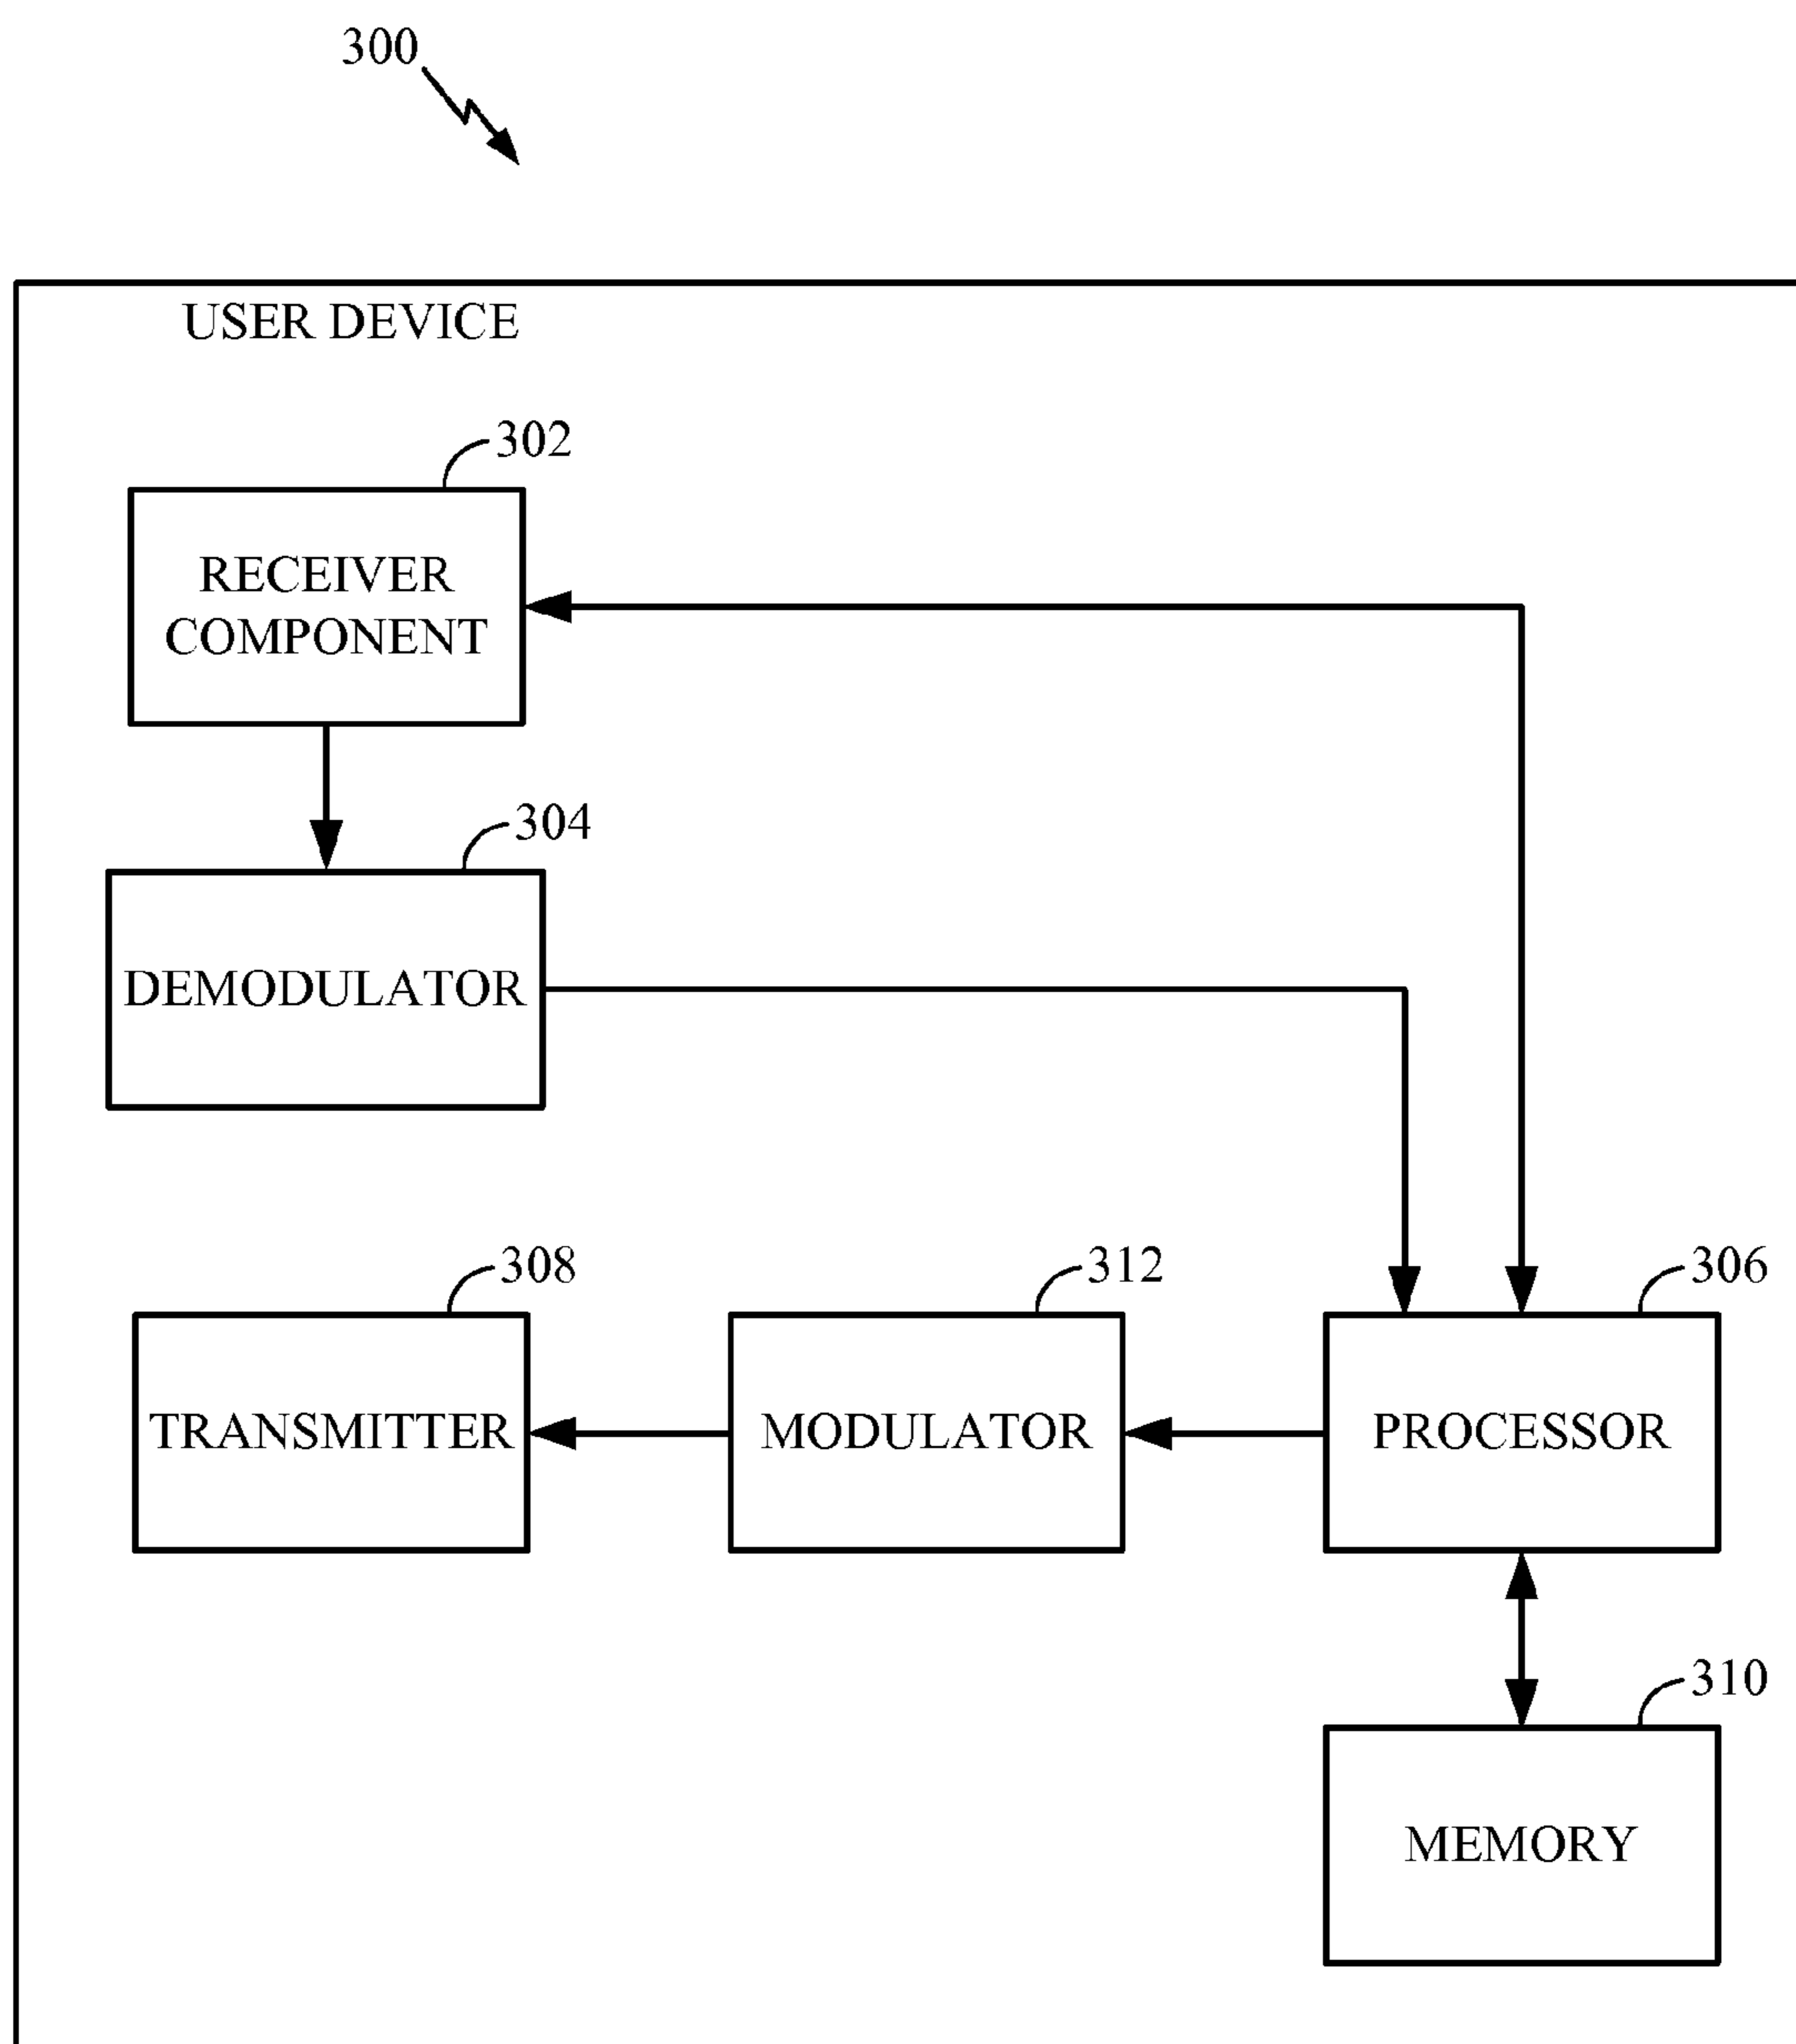 300
USER DEVICE
302
RECEIVER
COMPONENT
304
DEMODULATOR
308
312
306
TRANSMITTER
MODULATOR
PROCESSOR
310
MEMORY